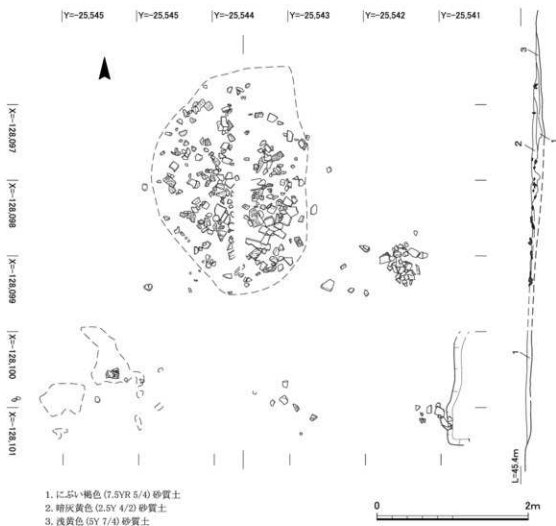 Y=-25,545 Y=-25,545 Y=-25,544 Y=-25,543 Y=-25,542 Y=-25,541
X=-128,097
X=-128,098
X=-128,099
X=-128,100
X=-128,101
3
2
1
1
L=45.4m
1. にぶい褐色 (7.5YR 5/4) 砂質土
2. 暗灰黄色 (2.5Y 4/2) 砂質土
3. 浅黄色 (5Y 7/4) 砂質土
0 2m